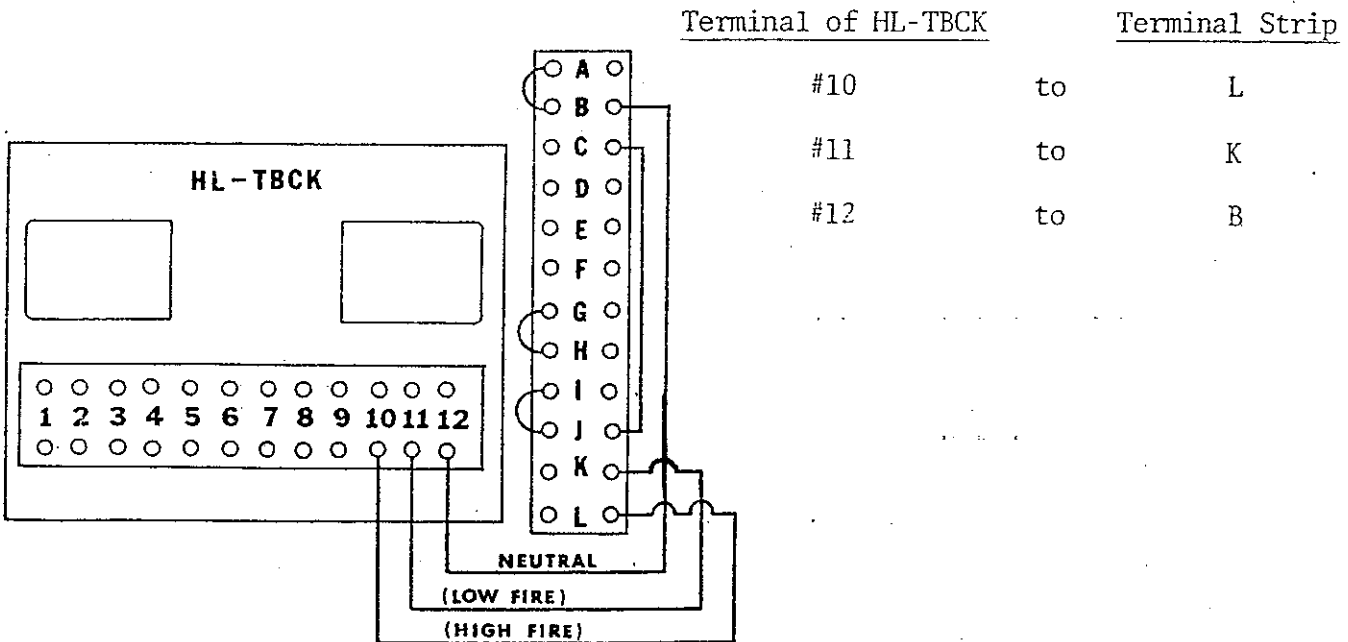 Terminal of HL-TBCK Terminal Strip
#10 to L
#11 to K
#12 to B
HL-TBCK
A
B
C
D
E
F
G
H
I
J
K
L
1 2 3 4 5 6 7 8 9 10 11 12
NEUTRAL
(LOW FIRE)
(HIGH FIRE)